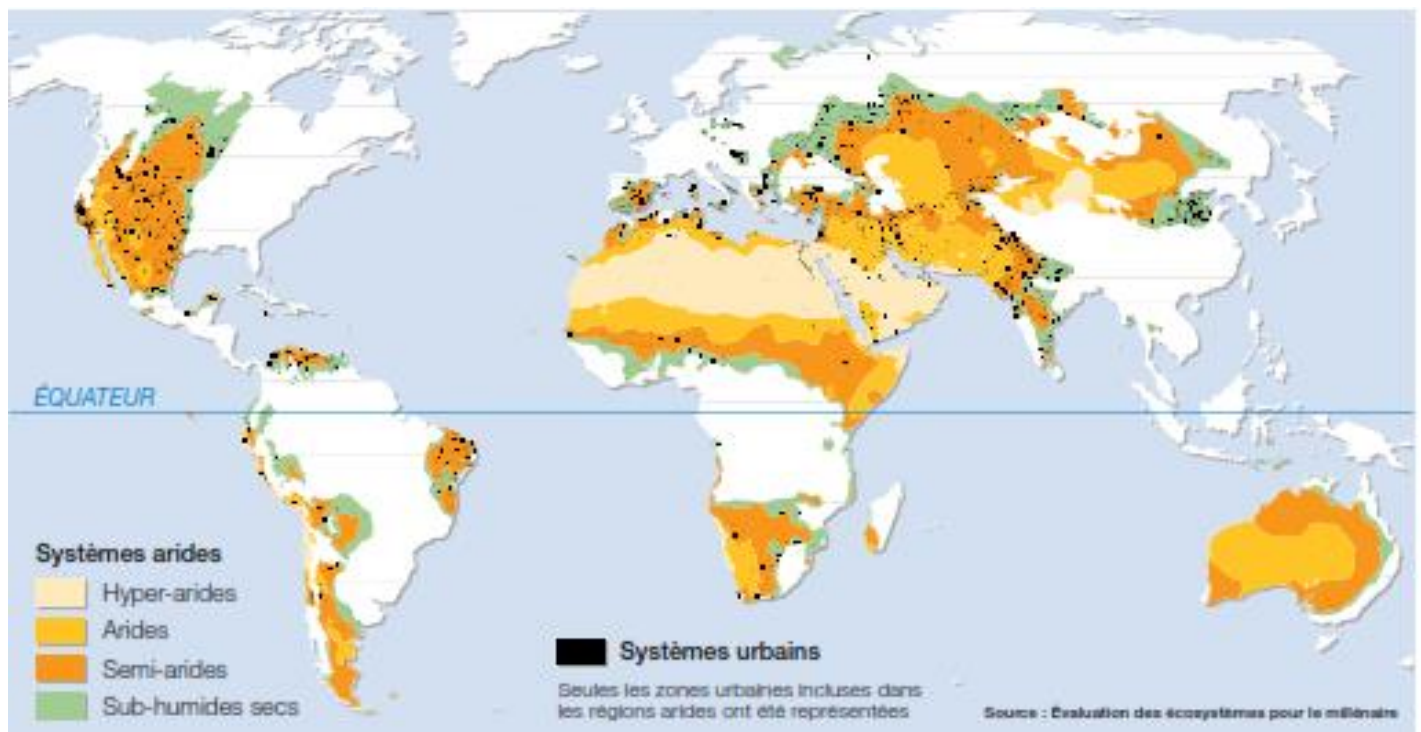 ÉQUATEUR
Systèmes arides
Hyper-arides
Arides
Semi-arides
Sub-humides secs
Systèmes urbains
Seules les zones urbaines incluses dans
les régions arides ont été représentées
Source : Évaluation des écosystèmes pour le millénaire